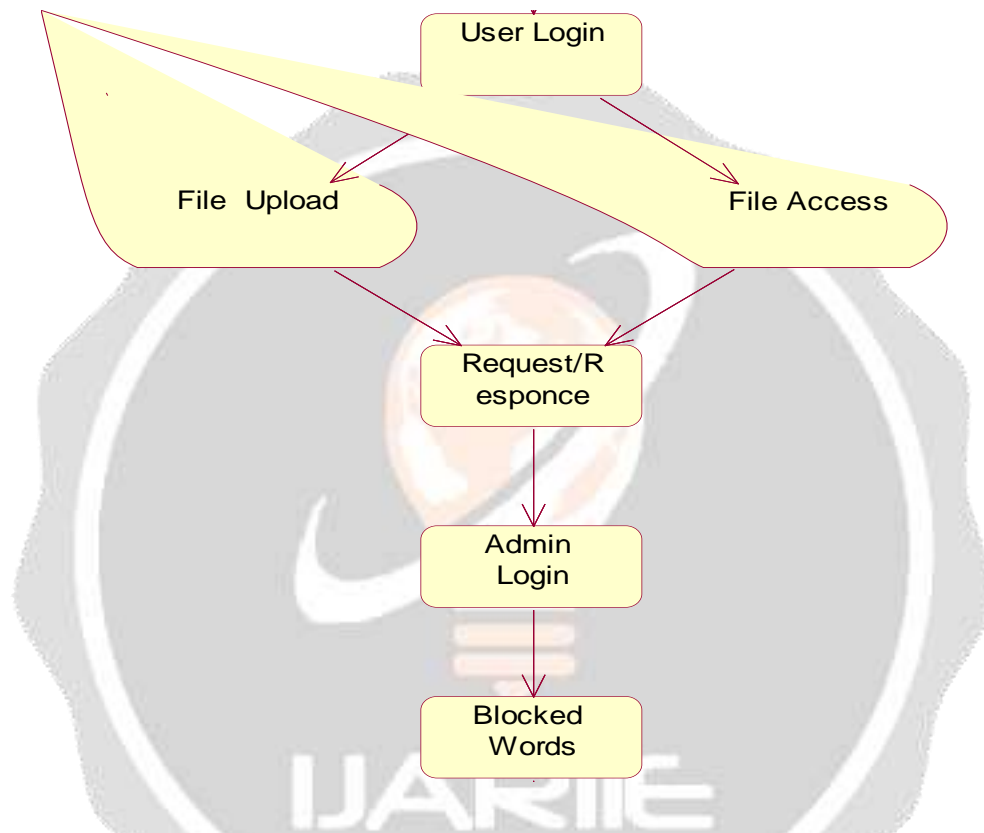 User Login
File Upload
File Access
Request/R
esponce
Admin
Login
Blocked
Words
IJARIIE